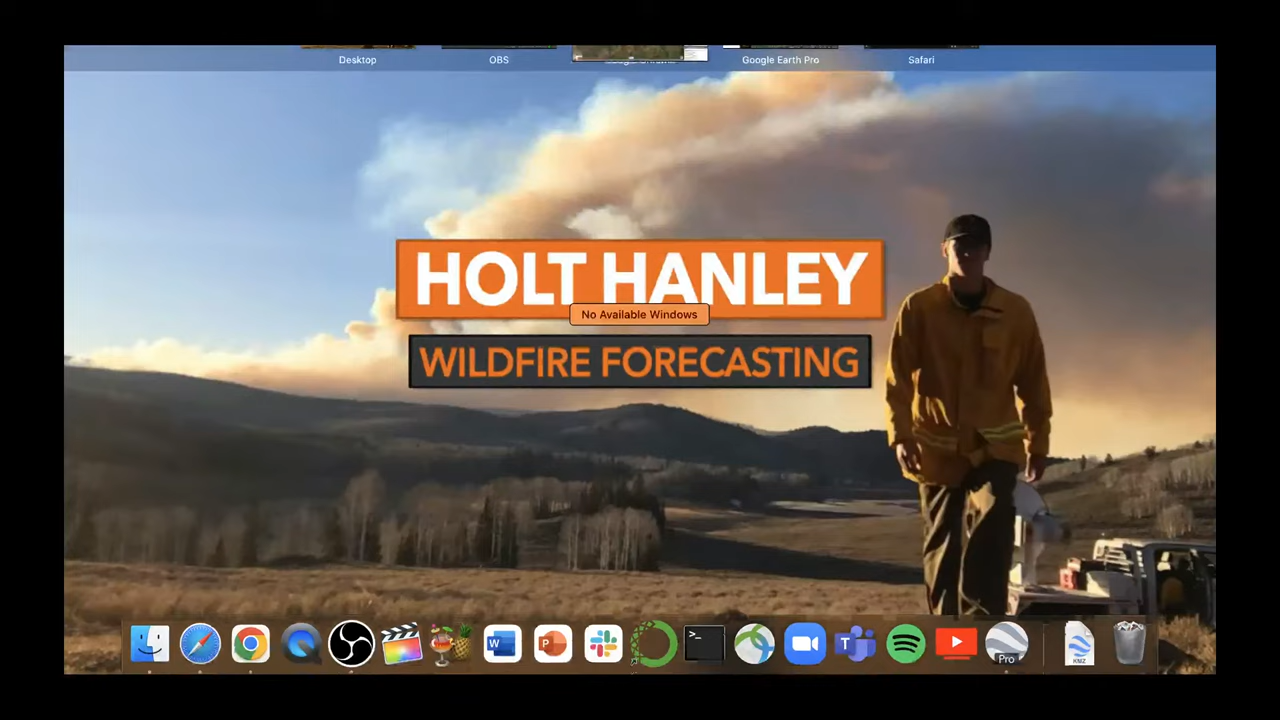 Desktop
OBS
Google Earth Pro
Safari
HOLT HANLEY
No Available Windows
WILDFIRE FORECASTING
W
P
>_
T
Pro
KMZ